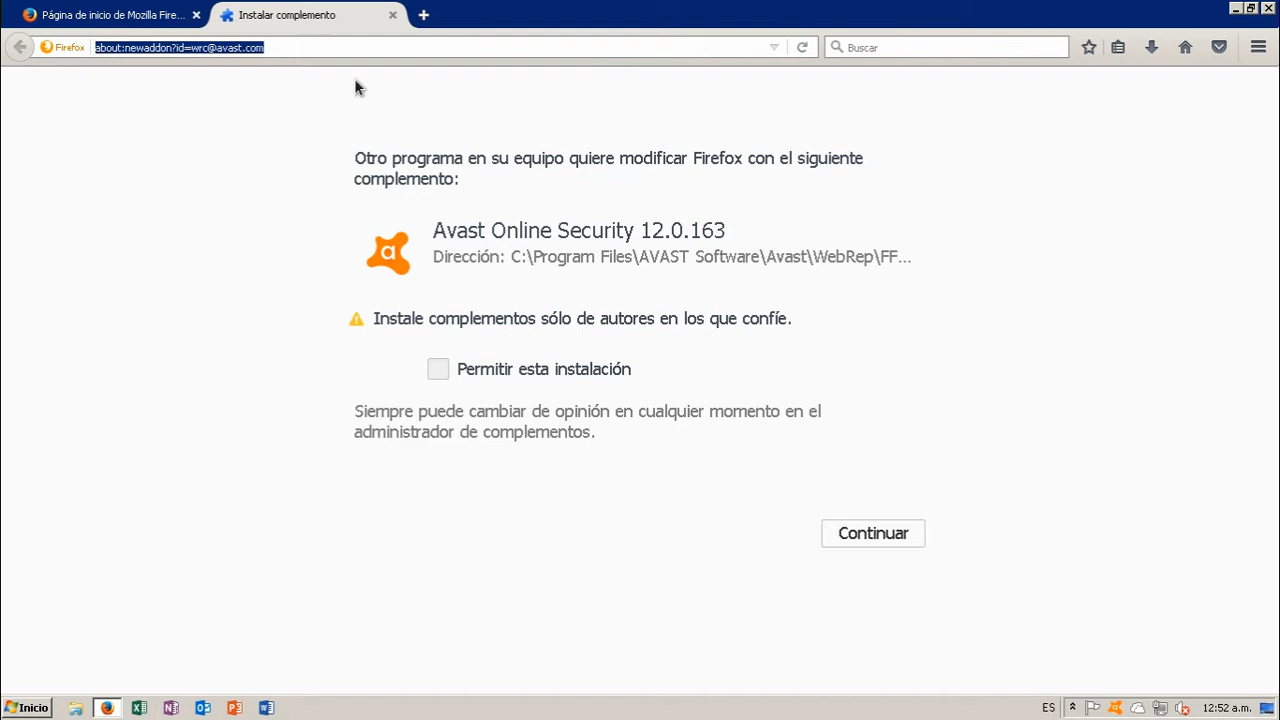 Página de inicio de Mozilla Fire...
Instalar complemento
Firefox
about:newaddon?id=wrc@avast.com
Buscar
Otro programa en su equipo quiere modificar Firefox con el siguiente
complemento:
Avast Online Security 12.0.163
Dirección: C:\Program Files\AVAST Software\Avast\WebRep\FF...
Instale complementos sólo de autores en los que confíe.
Permitir esta instalación
Siempre puede cambiar de opinión en cualquier momento en el
administrador de complementos.
Continuar
Inicio
ES
12:52 a.m.